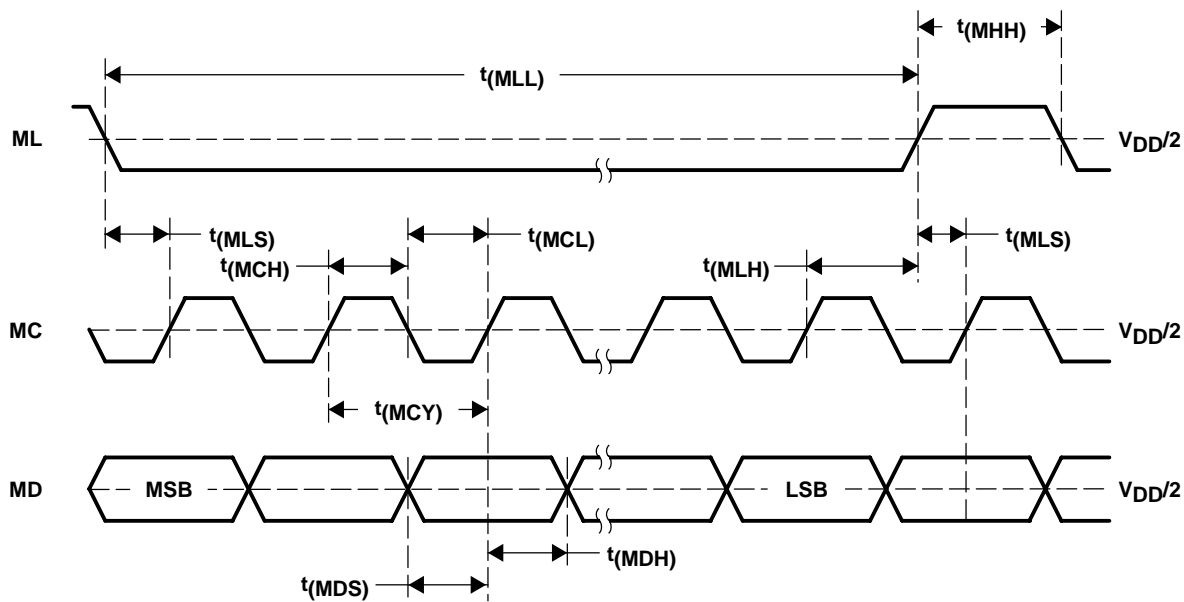 t(MHH)
t(MLL)
ML
VDD/2
t(MLS)
t(MCL)
t(MLS)
t(MCH)
t(MLH)
MC
VDD/2
t(MCY)
MD
MSB
LSB
VDD/2
t(MDH)
t(MDS)